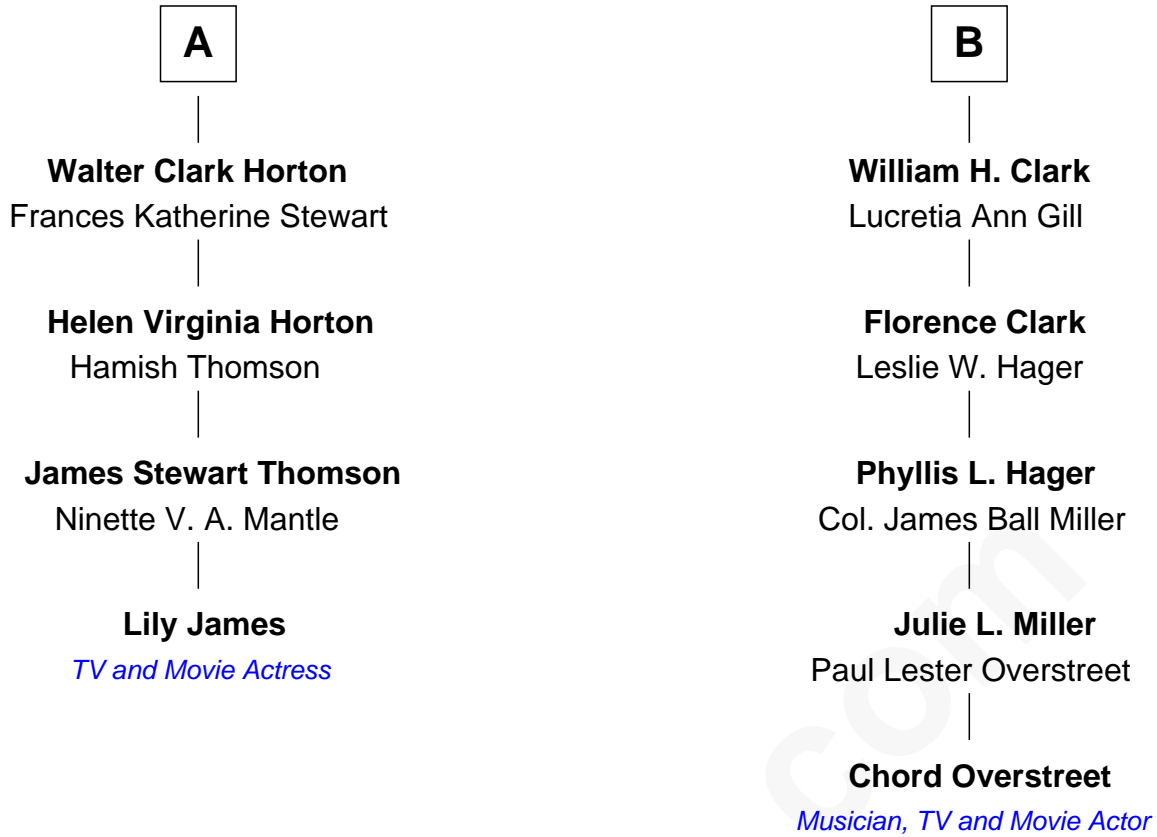 A
Walter Clark Horton
Frances Katherine Stewart
Helen Virginia Horton
Hamish Thomson
James Stewart Thomson
Ninette V. A. Mantle
Lily James
TV and Movie Actress
B
William H. Clark
Lucretia Ann Gill
Florence Clark
Leslie W. Hager
Phyllis L. Hager
Col. James Ball Miller
Julie L. Miller
Paul Lester Overstreet
Chord Overstreet
Musician, TV and Movie Actor
com